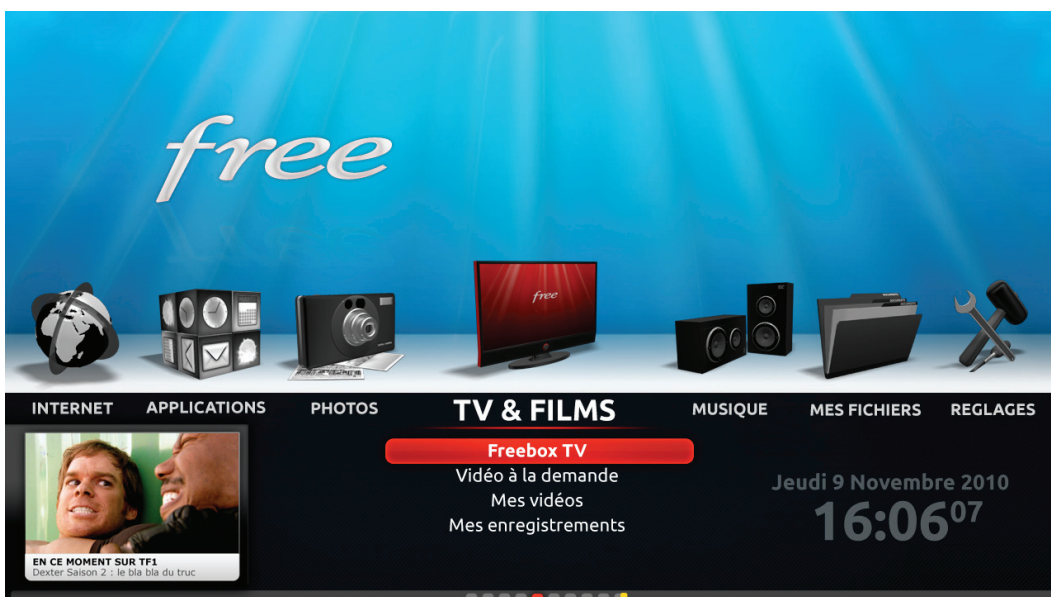 free
free
INTERNET
APPLICATIONS
PHOTOS
TV & FILMS
MUSIQUE
MES FICHIERS
REGLAGES
Freebox TV
Vidéo à la demande
Mes vidéos
Mes enregistrements
Jeudi 9 Novembre 2010
16:06 07
EN CE MOMENT SUR TF1
Dexter Saison 2 : le bla bla du truc